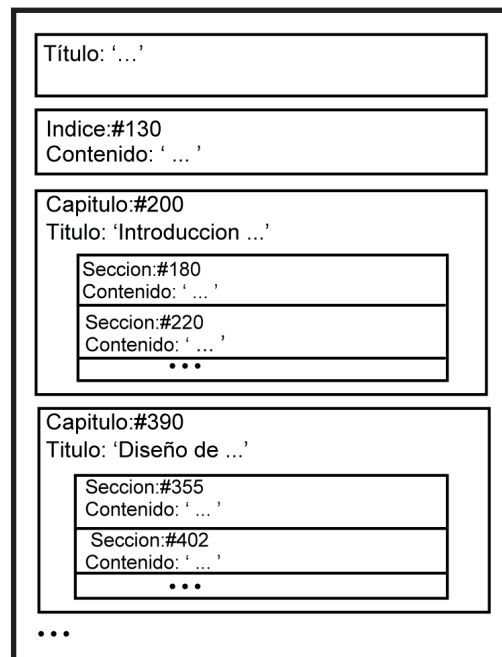 Título: ‘...’
Indice:#130
Contenido: ‘ ... ’
Capitulo:#200
Titulo: ‘Introduccion ...’
Seccion:#180
Contenido: ‘ ... ’
Seccion:#220
Contenido: ‘ ... ’
...
Capitulo:#390
Titulo: ‘Diseño de ...’
Seccion:#355
Contenido: ‘ ... ’
Seccion:#402
Contenido: ‘ ... ’
...
...